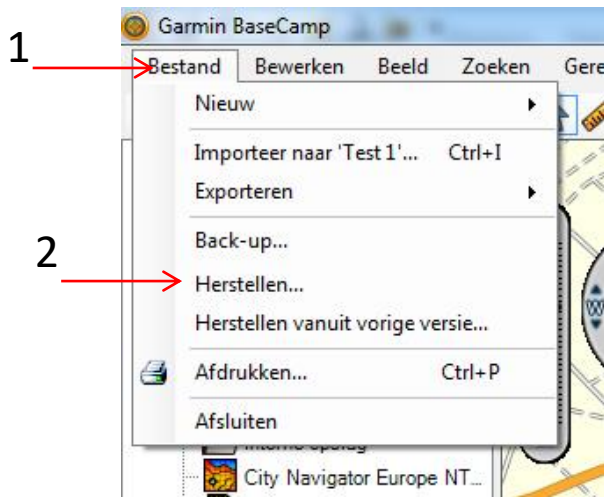 Garmin BaseCamp
1
Bestand Bewerken Beeld Zoeken Gere
Nieuw
Importeer naar 'Test 1'... Ctrl+I
Exporteren
Back-up...
2
Herstellen...
Herstellen vanuit vorige versie...
Afdrukken... Ctrl+P
Afsluiten
City Navigator Europe NT...